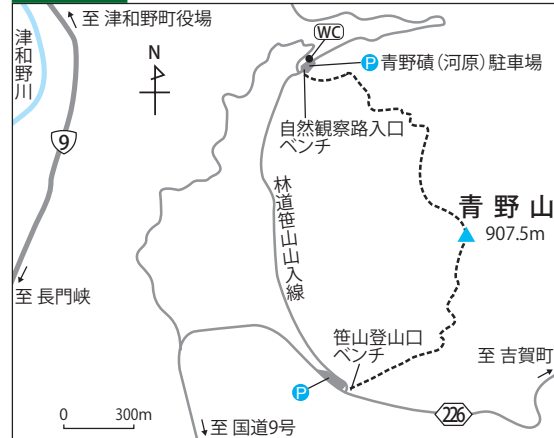 至 津和野町役場
津和野川
WC
N
P 青野磧(河原)駐車場
9
自然観察路入口
ベンチ
林道笹山山入線
青野山
907.5m
至 長門峡
笹山登山口
ベンチ
至 吉賀町
P
226
0 300m
至 国道9号